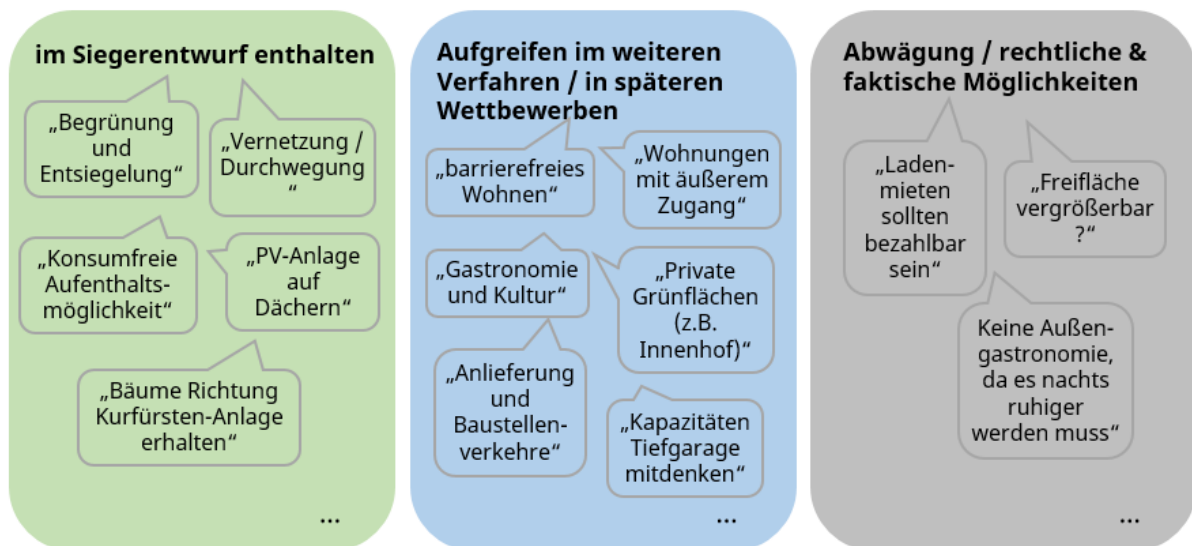 im Siegerentwurf enthalten
„Begrünung
und
Entsiegelung“
„Vernetzung /
Durchwegung
“
„Konsumfreie
Aufenthalts-
möglichkeit“
„PV-Anlage
auf
Dächern“
„Bäume Richtung
Kurfürsten-Anlage
erhalten“
...
Aufgreifen im weiteren
Verfahren / in späteren
Wettbewerben
„barrierefreies
Wohnen“
„Wohnungen
mit äußerem
Zugang“
„Gastronomie
und Kultur“
„Private
Grünflächen
(z.B.
Innenhof)“
„Anlieferung
und
Baustellen-
verkehre“
„Kapazitäten
Tiefgarage
mitdenken“
...
Abwägung / rechtliche &
faktische Möglichkeiten
„Laden-
mieten
sollten
bezahlbar
sein“
„Freifläche
vergrößerbar
?“
Keine Außen-
gastronomie,
da es nachts
ruhiger
werden muss“
...